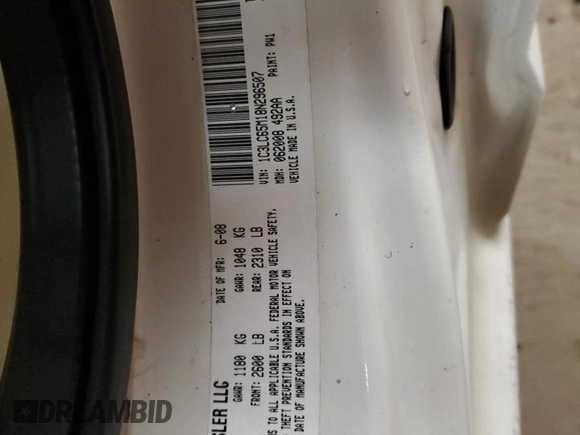 SLER LLC
DATE OF MFR: 6-08
GAWR: 1180 KG
GAWR: 1048 KG
FRONT: 2600 LB
REAR: 2310 LB
S TO ALL APPLICABLE U.S.A. FEDERAL MOTOR VEHICLE SAFETY,
THEFT PREVENTION STANDARDS IN EFFECT ON
DATE OF MANUFACTURE SHOWN ABOVE.
VIN: 1C3LC65M18N296507
PAINT: PW1
MDH: 062008 492AA
VEHICLE MADE IN U.S.A.
DREAMBID